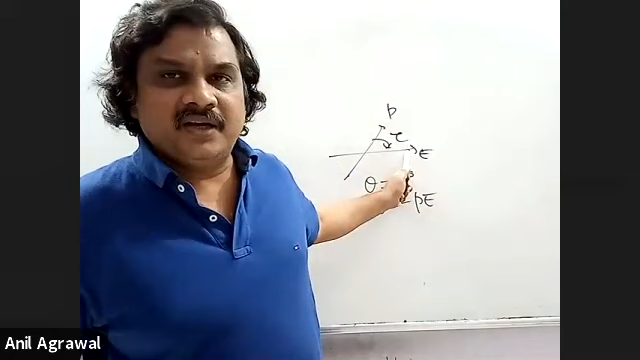 p
τ
E
θ =
pE
Anil Agrawal